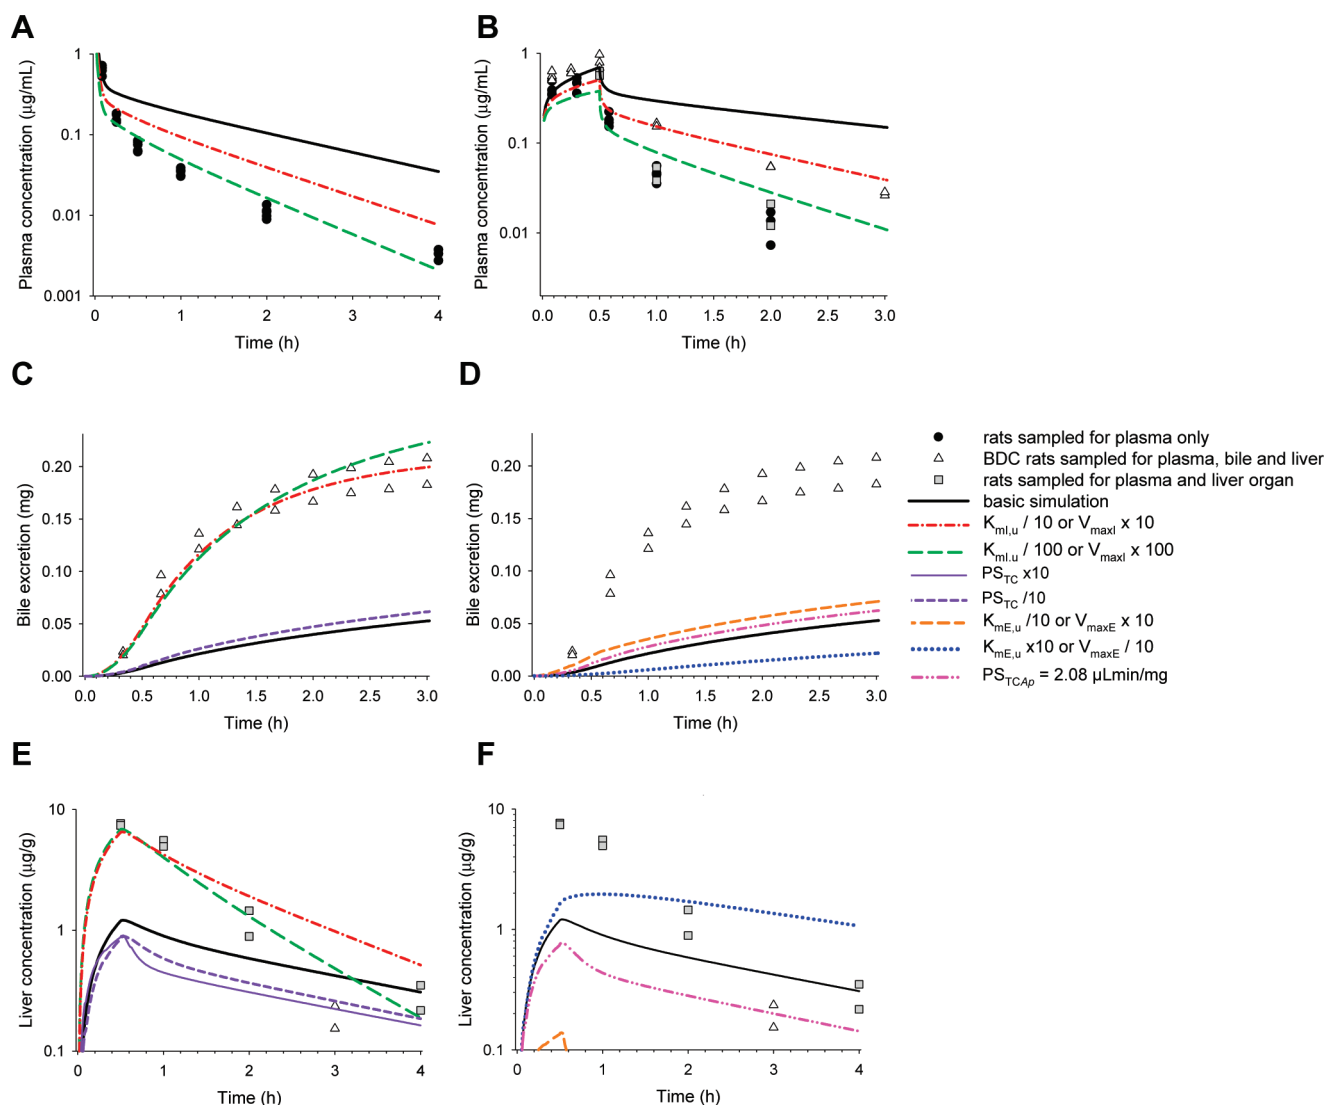 A
B
Plasma concentration (µg/mL)
1
0.1
0.01
0.001
0 1 2 3 4
Time (h)
Plasma concentration (µg/mL)
1
0.1
0.01
0.0 0.5 1.0 1.5 2.0 2.5 3.0
Time (h)
C
D
Bile excretion (mg)
0.20
0.15
0.10
0.05
0.00
0.0 0.5 1.0 1.5 2.0 2.5 3.0
Time (h)
Bile excretion (mg)
0.20
0.15
0.10
0.05
0.00
0.0 0.5 1.0 1.5 2.0 2.5 3.0
Time (h)
rats sampled for plasma only
BDC rats sampled for plasma, bile and liver
rats sampled for plasma and liver organ
basic simulation
KmI,u / 10 or VmaxI x 10
KmI.u / 100 or VmaxI x 100
PSTC x10
PSTC /10
KmE,u /10 or VmaxE x 10
KmE,u x10 or VmaxE / 10
PSTCAp = 2.08 µLmin/mg
E
F
Liver concentration (µg/g)
10
1
0.1
0 1 2 3 4
Time (h)
Liver concentration (µg/g)
10
1
0.1
0 1 2 3 4
Time (h)